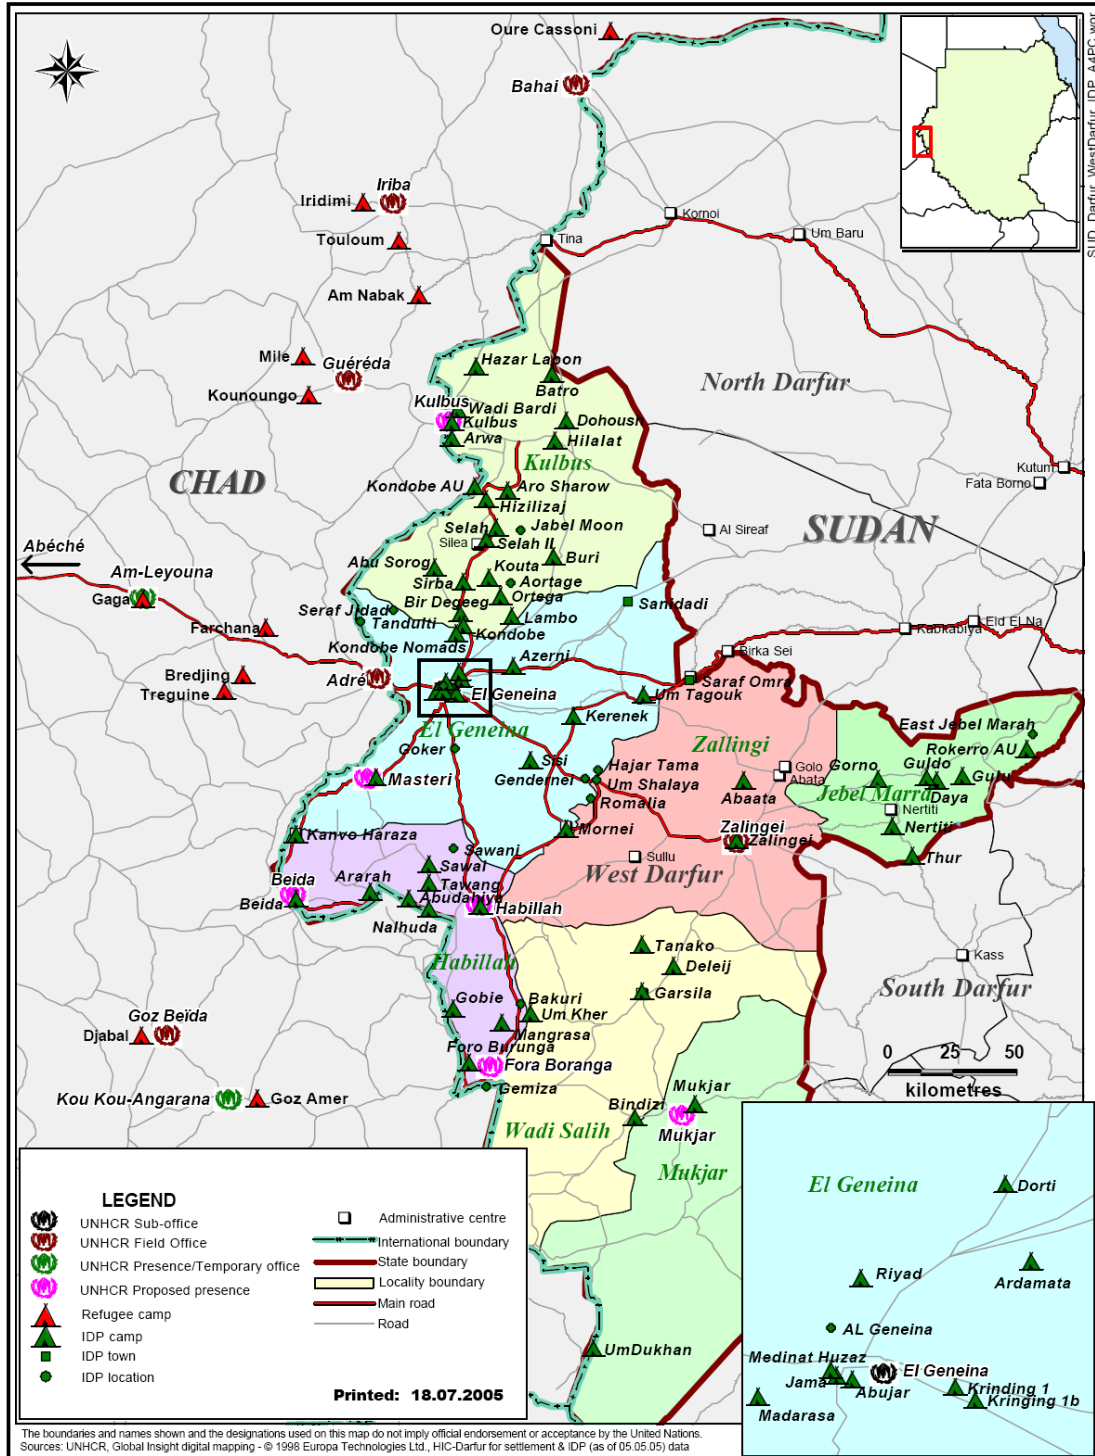 Oure Cassoni
Bahai
SUD_Darfur_WestDarfur_IDP_A4PC.wor
Iriba
Iridimi
Kornoi
Touloum
Tina
Um Baru
Am Nabak
Mile
Guéréda
Hazar Lapon
North Darfur
Kounoungo
Batro
Kulbus
Wadi Bardi
Kulbus
Dohoush
Arwa
Hilalat
Kulbus
Kutum
CHAD
Fata Borno
Kondobe AU
Aro Sharow
Hizilizaj
Selah
Jabel Moon
Al Sireaf
SUDAN
Silea
Selah II
Abéché
Buri
Am-Leyouna
Abu Sorog
Kouta
Sirba
Aortage
Gaga
Bir Degeeg
Ortega
Sanidadi
Seraf Jidad
Tandulti
Lambo
Farchana
Kondobe
Kabkabiya
Eid El Na
Kondobe Nomads
Birka Sei
Azerni
Bredjing
Adré
Saraf Omra
Treguine
El Geneina
Um Tagouk
Kerenek
East Jebel Marah
El Geneina
Zallingi
Rokerro AU
Goker
Sisi
Hajar Tama
Golo
Gorno
Guldo
Masteri
Gendernei
Um Shalaya
Abata
Gulu
Abaata
Jebel Marra
Daya
Romalia
Nertiti
Kanvo Haraza
Mornei
Zalingei
Zalingei
Nertiti
Sawani
Sullu
Thur
Sawai
West Darfur
Beida
Ararah
Tawang
Beida
Abudaniya
Habillah
Nalhuda
Tanako
Kass
Habillah
Deleij
South Darfur
Garsila
Gobie
Bakuri
Goz Beïda
Um Kher
Djabal
Mangrasa
Foro Burunga
0 25 50
Fora Boranga
kilometres
Gemiza
Mukjar
Kou Kou-Angarana
Goz Amer
Bindizi
Wadi Salih
Mukjar
Mukjar
El Geneina
Dorti
Riyad
Ardamata
AL Geneina
Medinat Huzaz
El Geneina
Jama
Abujar
Krinding 1
Kringing 1b
Madarasa
UmDukhan
LEGEND
UNHCR Sub-office
UNHCR Field Office
UNHCR Presence/Temporary office
UNHCR Proposed presence
Refugee camp
IDP camp
IDP town
IDP location
Administrative centre
International boundary
State boundary
Locality boundary
Main road
Road
Printed: 18.07.2005
The boundaries and names shown and the designations used on this map do not imply official endorsement or acceptance by the United Nations.
Sources: UNHCR, Global Insight digital mapping - © 1998 Europa Technologies Ltd., HIC-Darfur for settlement & IDP (as of 05.05.05) data